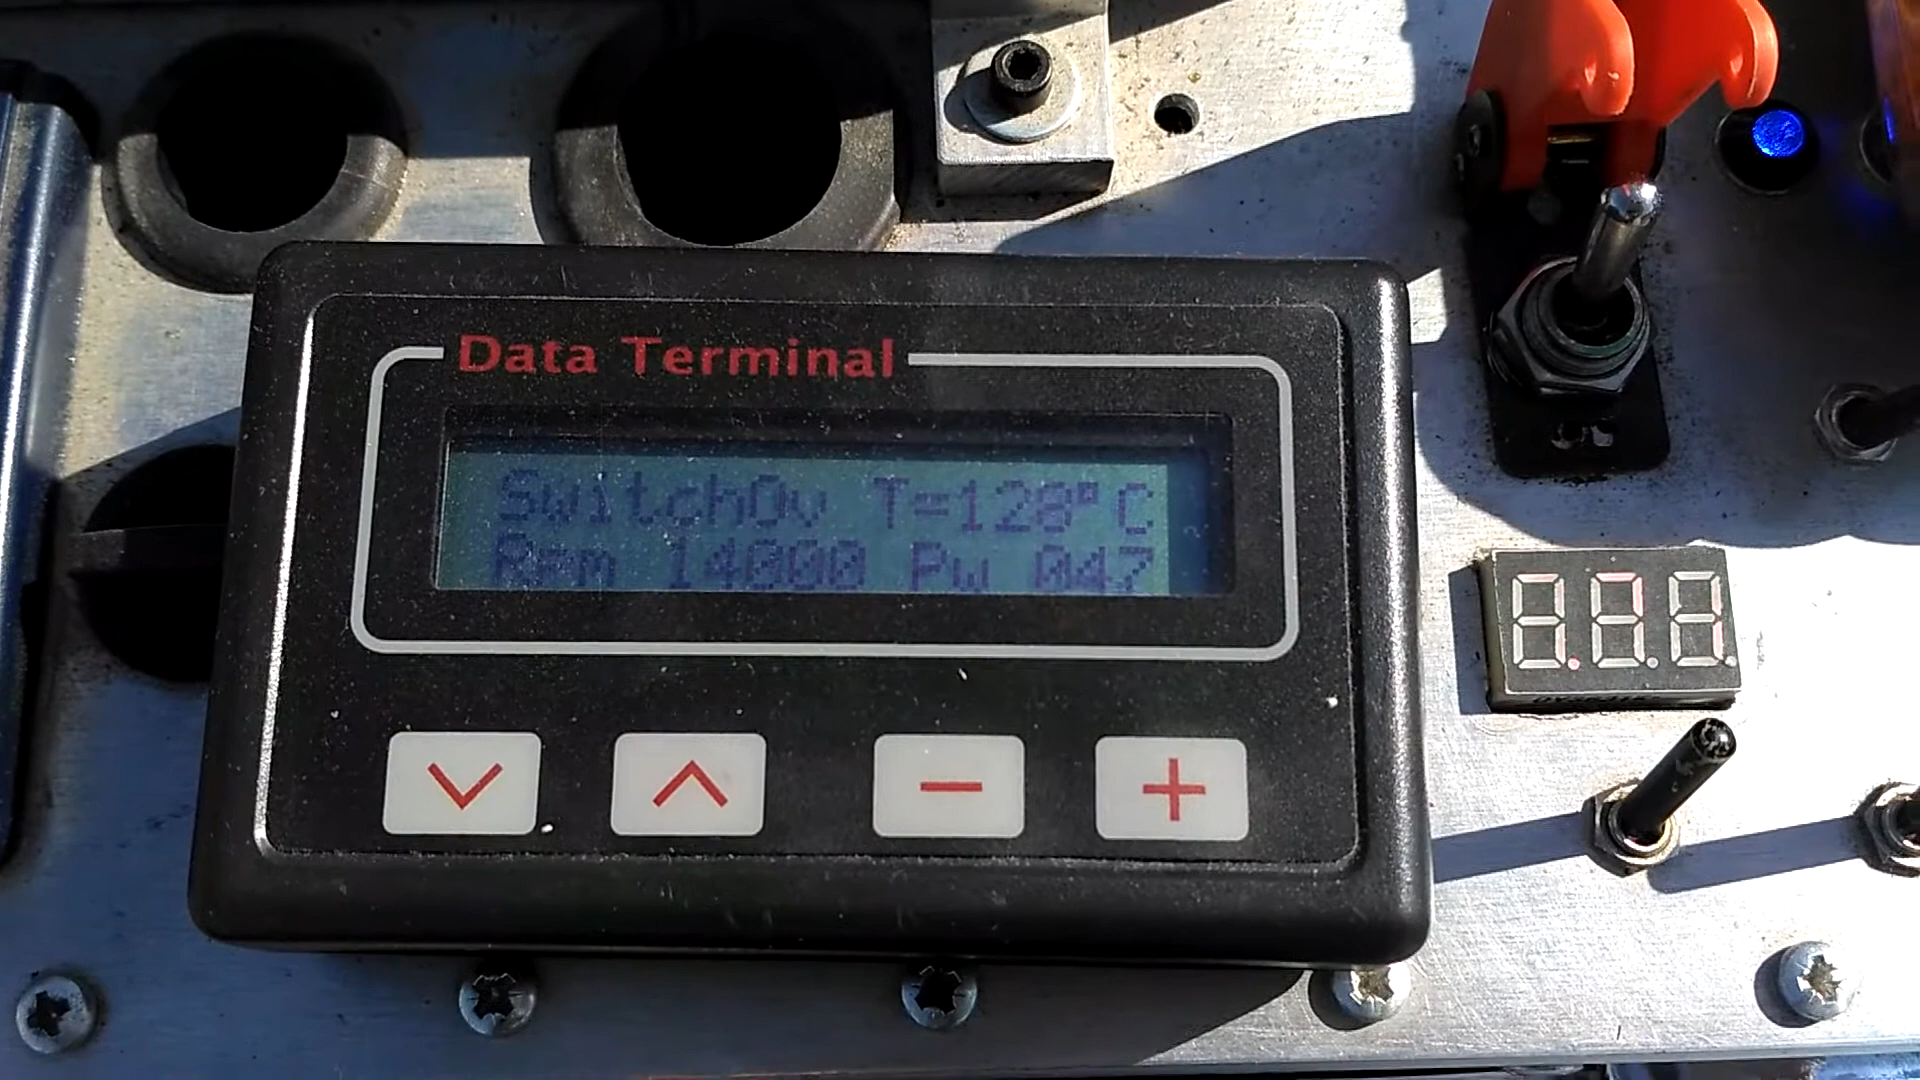 Data Terminal
SwitchOv T=128°C
Rpm 14000 Pw 047